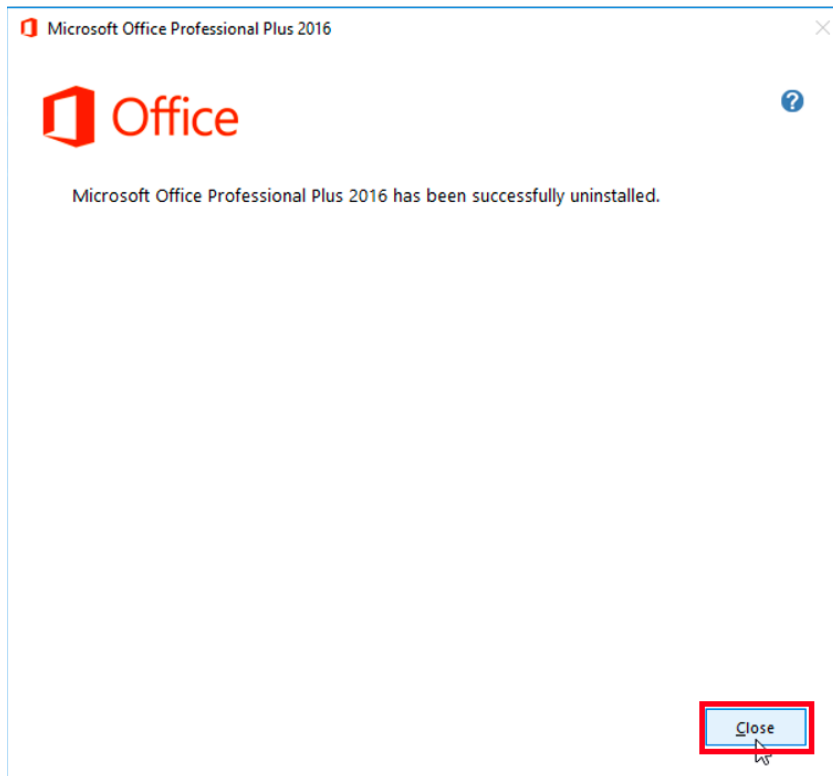 Microsoft Office Professional Plus 2016
Office
?
Microsoft Office Professional Plus 2016 has been successfully uninstalled.
Close